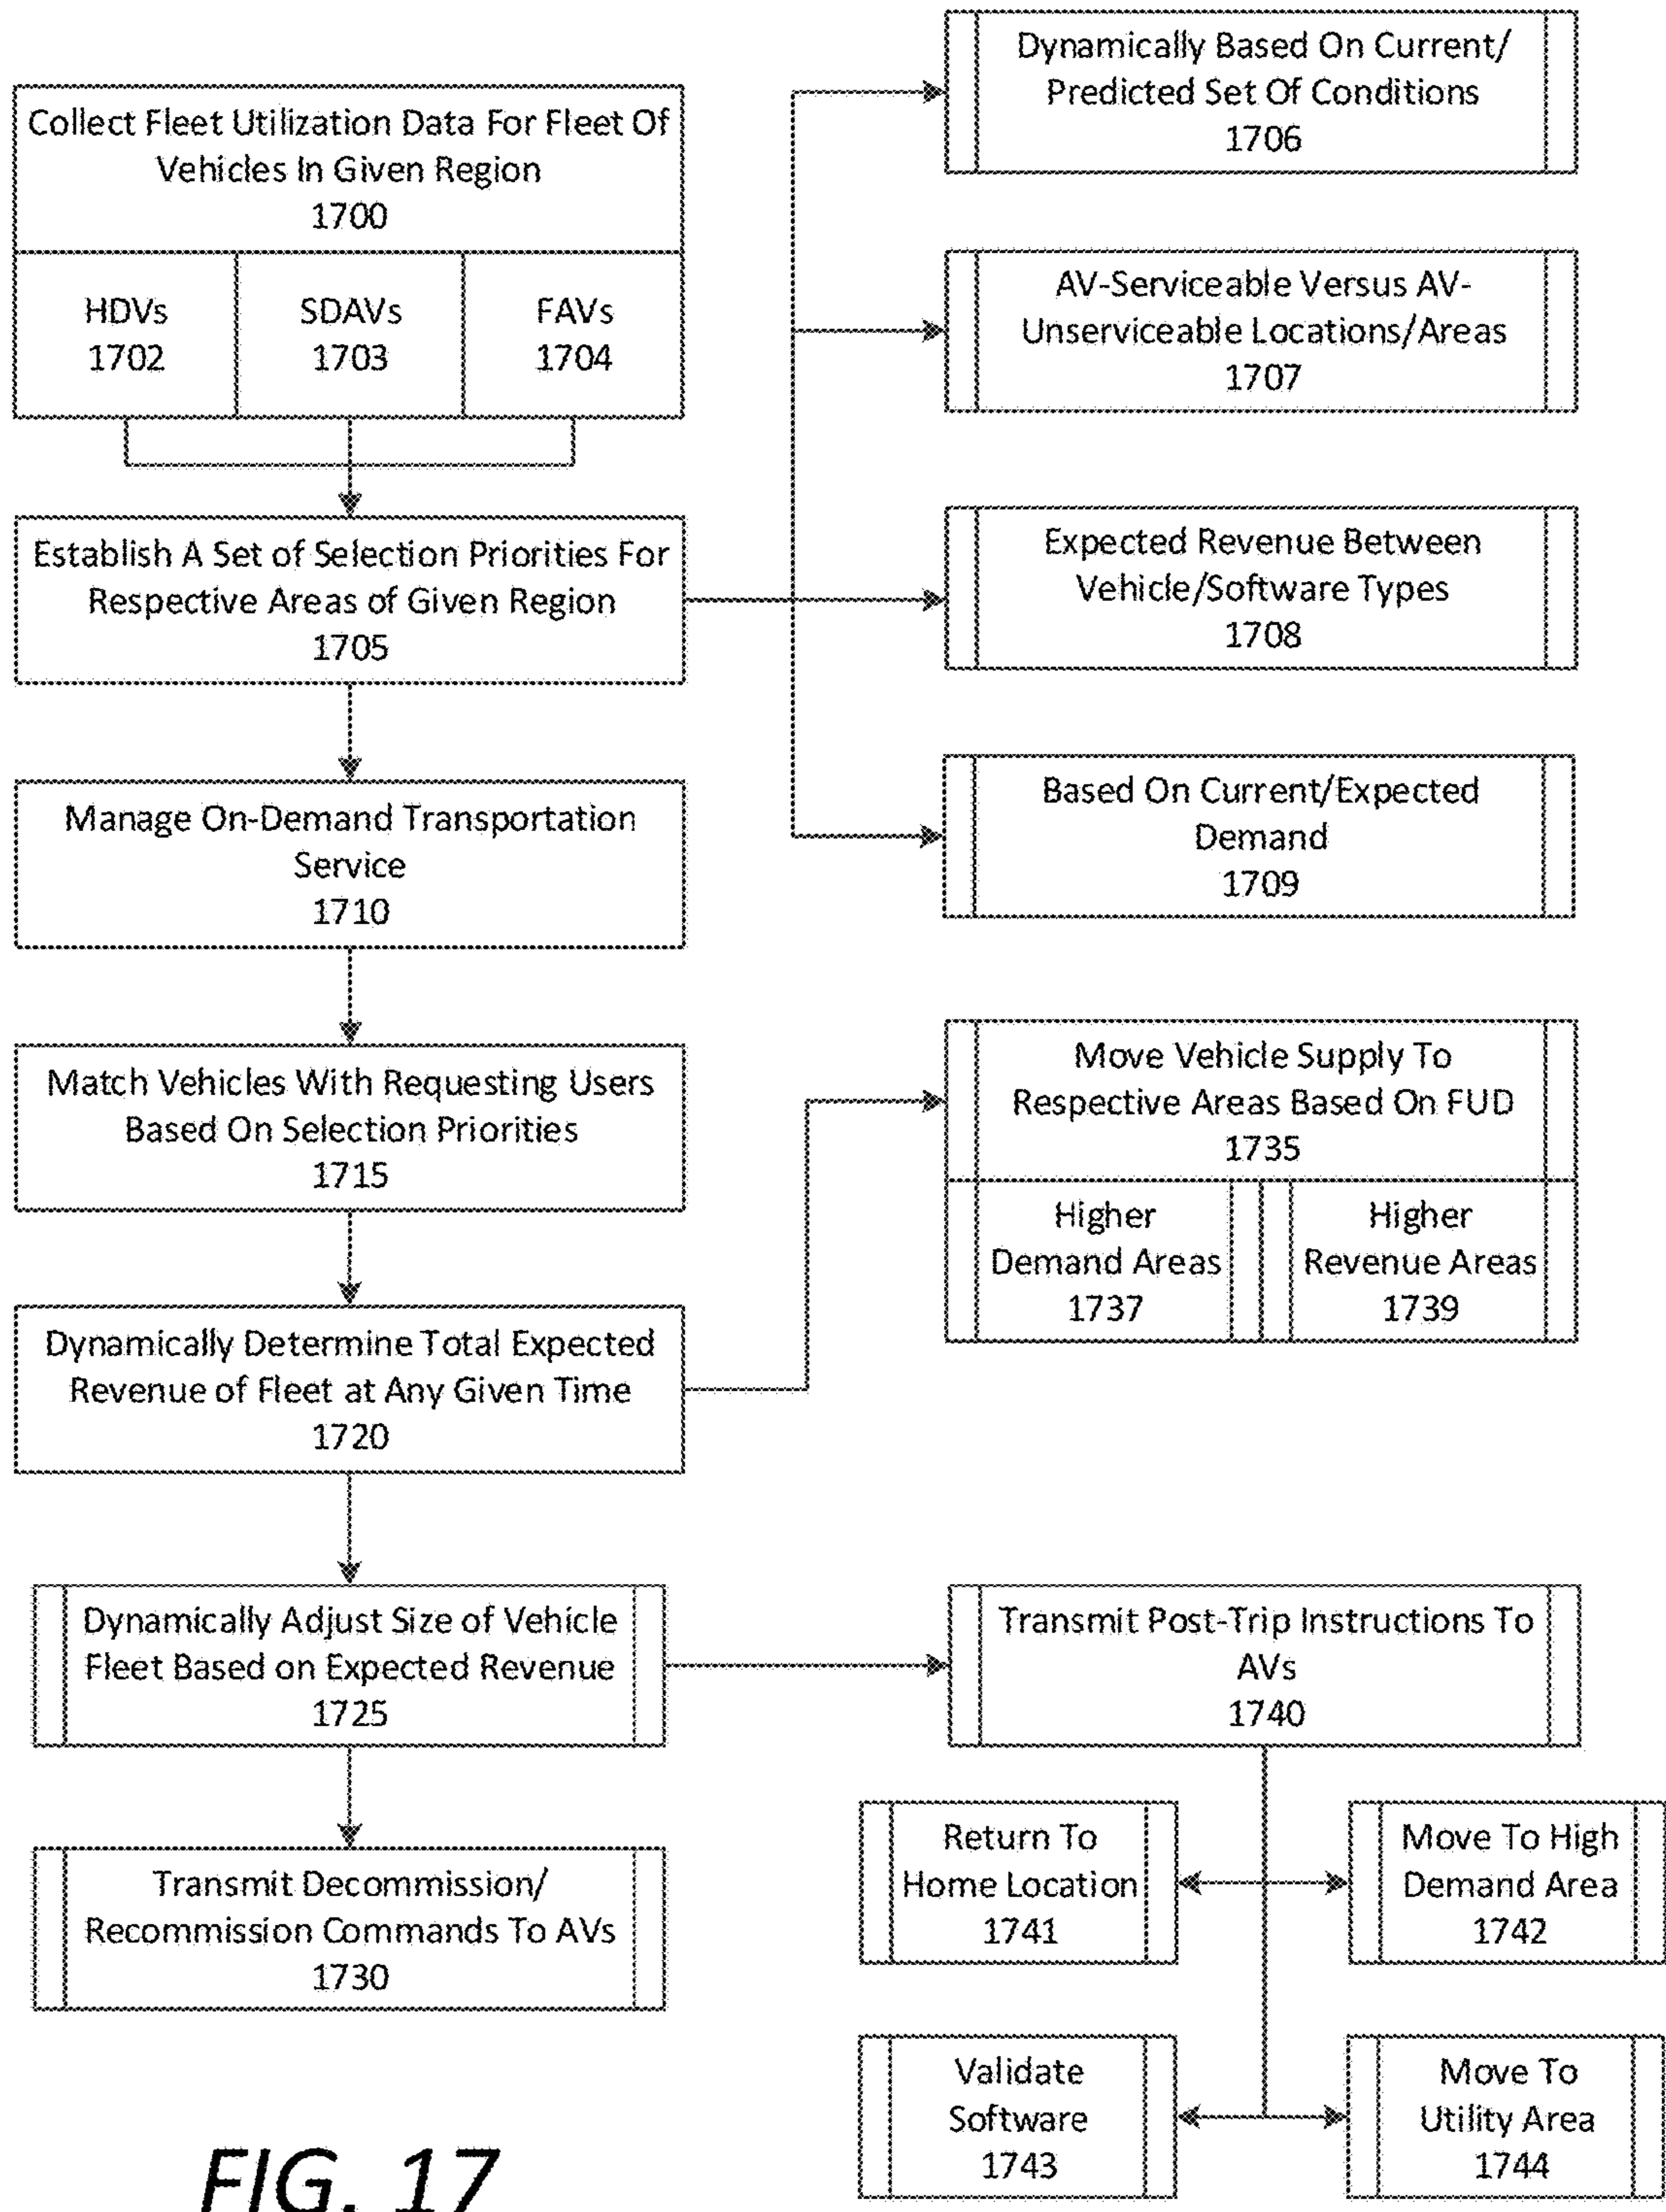 Collect Fleet Utilization Data For Fleet Of
Vehicles In Given Region
1700
HDVs
1702
SDAVs
1703
FAVs
1704
Establish A Set of Selection Priorities For
Respective Areas of Given Region
1705
Dynamically Based On Current/
Predicted Set Of Conditions
1706
AV-Serviceable Versus AV-
Unserviceable Locations/Areas
1707
Expected Revenue Between
Vehicle/Software Types
1708
Based On Current/Expected
Demand
1709
Manage On-Demand Transportation
Service
1710
Match Vehicles With Requesting Users
Based On Selection Priorities
1715
Dynamically Determine Total Expected
Revenue of Fleet at Any Given Time
1720
Move Vehicle Supply To
Respective Areas Based On FUD
1735
Higher
Demand Areas
1737
Higher
Revenue Areas
1739
Dynamically Adjust Size of Vehicle
Fleet Based on Expected Revenue
1725
Transmit Decommission/
Recommission Commands To AVs
1730
Transmit Post-Trip Instructions To
AVs
1740
Return To
Home Location
1741
Move To High
Demand Area
1742
Validate
Software
1743
Move To
Utility Area
1744
FIG. 17